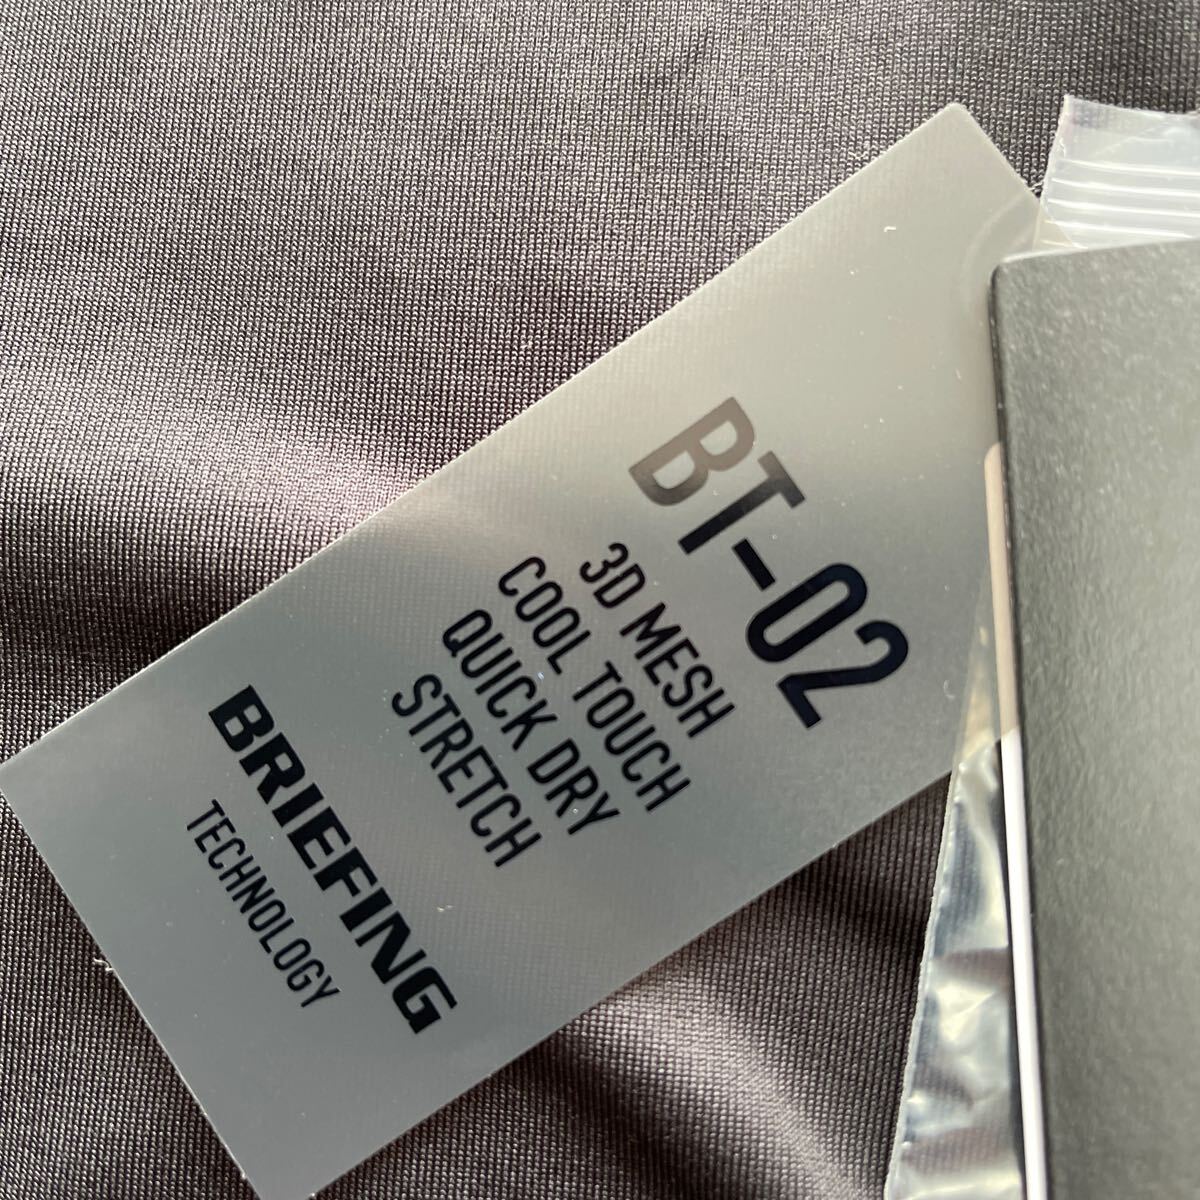 BT-02
3D MESH
COOL TOUCH
QUICK DRY
STRETCH
BRIEFING
TECHNOLOGY